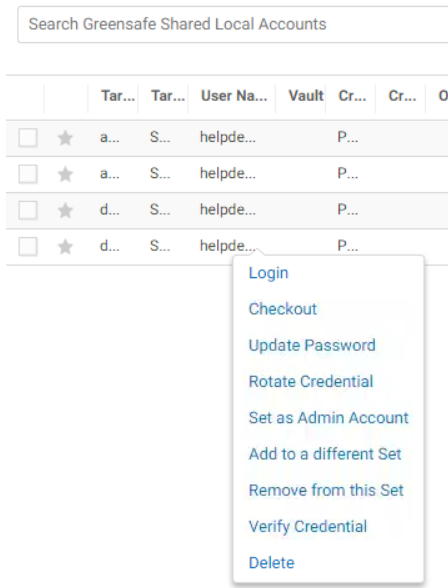 Search Greensafe Shared Local Accounts
Tar... Tar... User Na... Vault Cr... Cr... O
a... S... helpde... P...
a... S... helpde... P...
d... S... helpde... P...
d... S... helpde... P...
Login
Checkout
Update Password
Rotate Credential
Set as Admin Account
Add to a different Set
Remove from this Set
Verify Credential
Delete